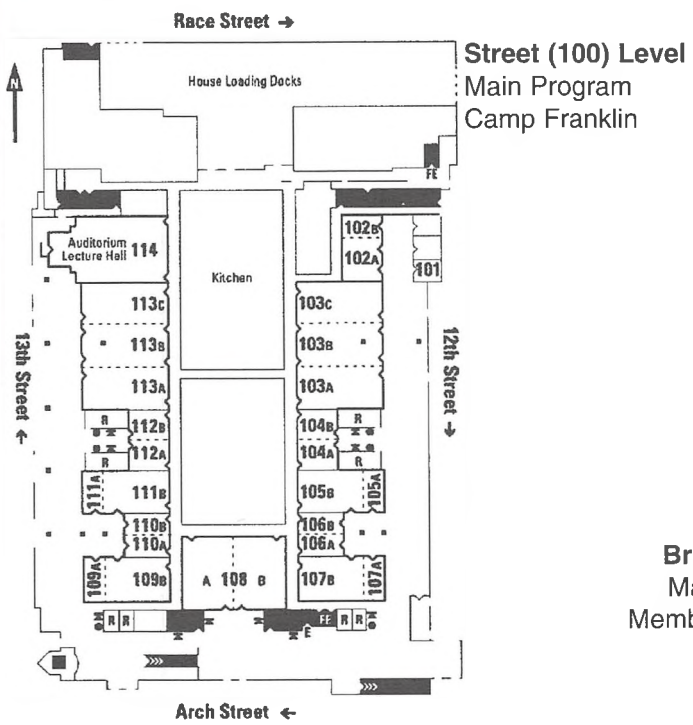 Race Street →
Street (100) Level
Main Program
Camp Franklin
N
House Loading Docks
FE
Auditorium
Lecture Hall 114
Kitchen
102B
102A
101
113C
103C
13th Street ←
113B
103B
12th Street →
113A
103A
R
112B
104B
R
112A
104A
R
R
111A
111B
105B
105A
110B
106B
110A
106A
109A
109B
A 108 B
107B
107A
R R
E
FE
R R
Arch Street ←
Br
Ma
Memb